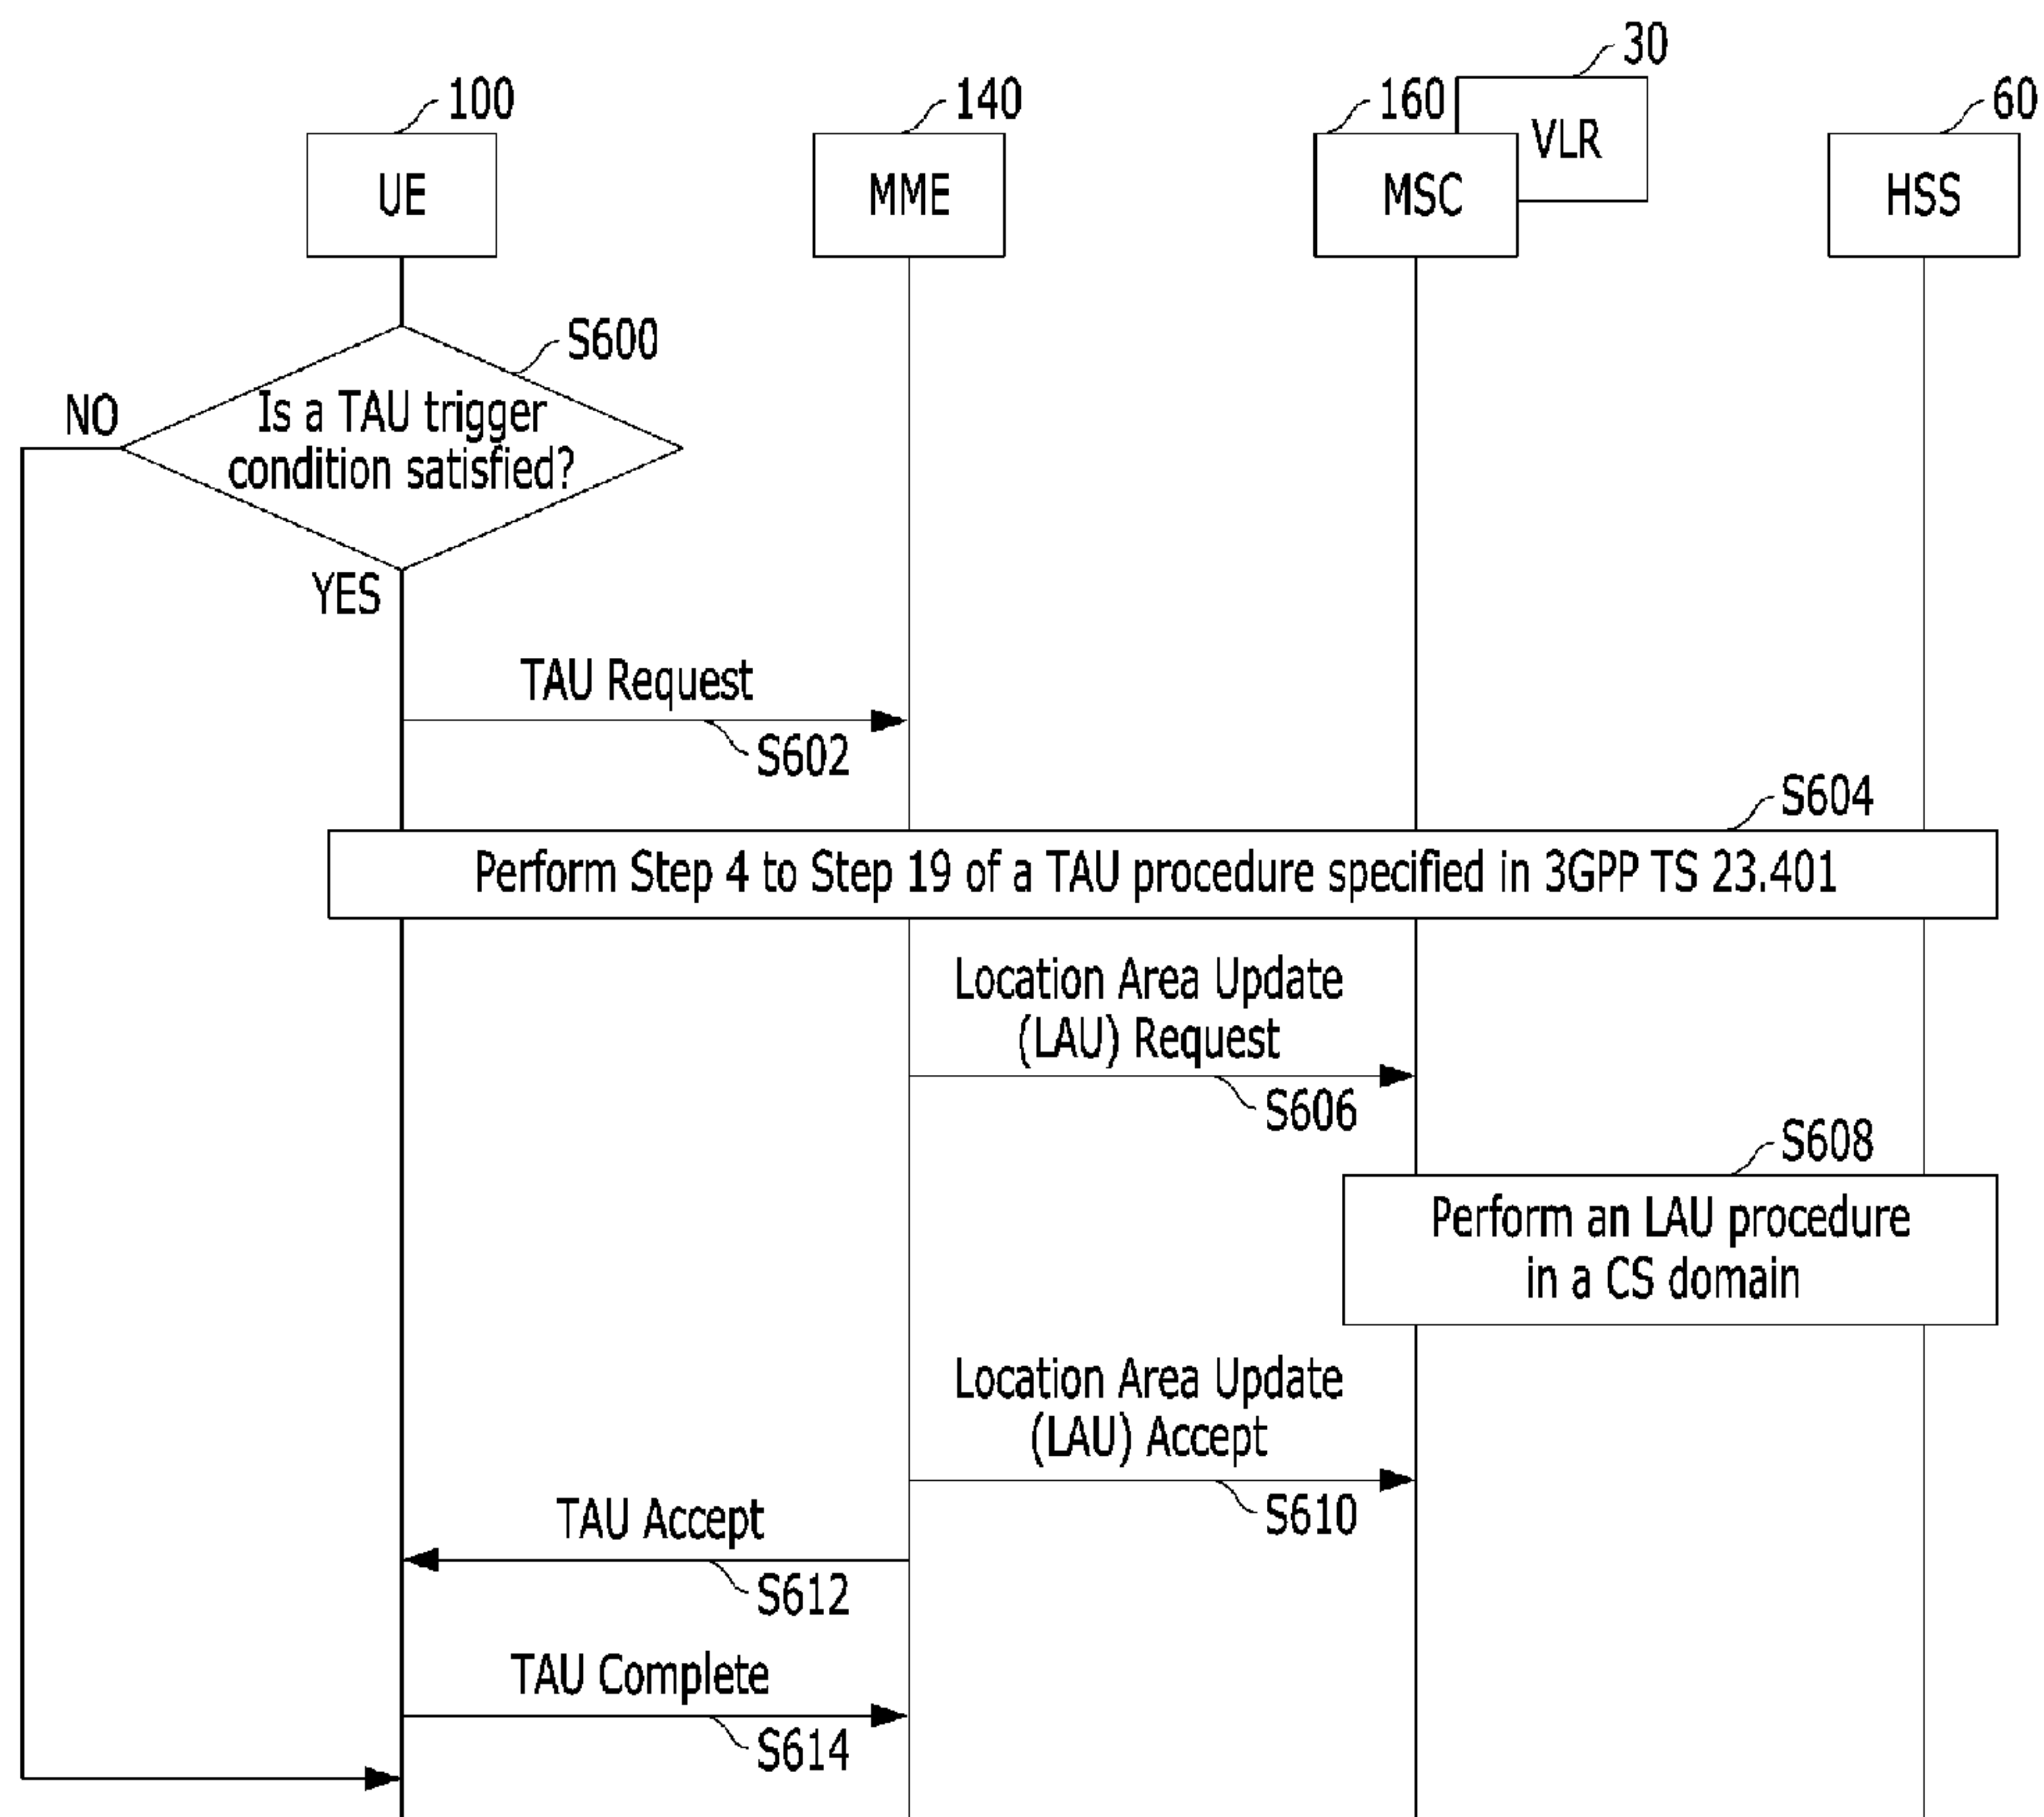 30
100
140
160
60
VLR
UE
MME
MSC
HSS
S600
NO
Is a TAU trigger
condition satisfied?
YES
TAU Request
S602
S604
Perform Step 4 to Step 19 of a TAU procedure specified in 3GPP TS 23.401
Location Area Update
(LAU) Request
S606
S608
Perform an LAU procedure
in a CS domain
Location Area Update
(LAU) Accept
S610
TAU Accept
S612
TAU Complete
S614